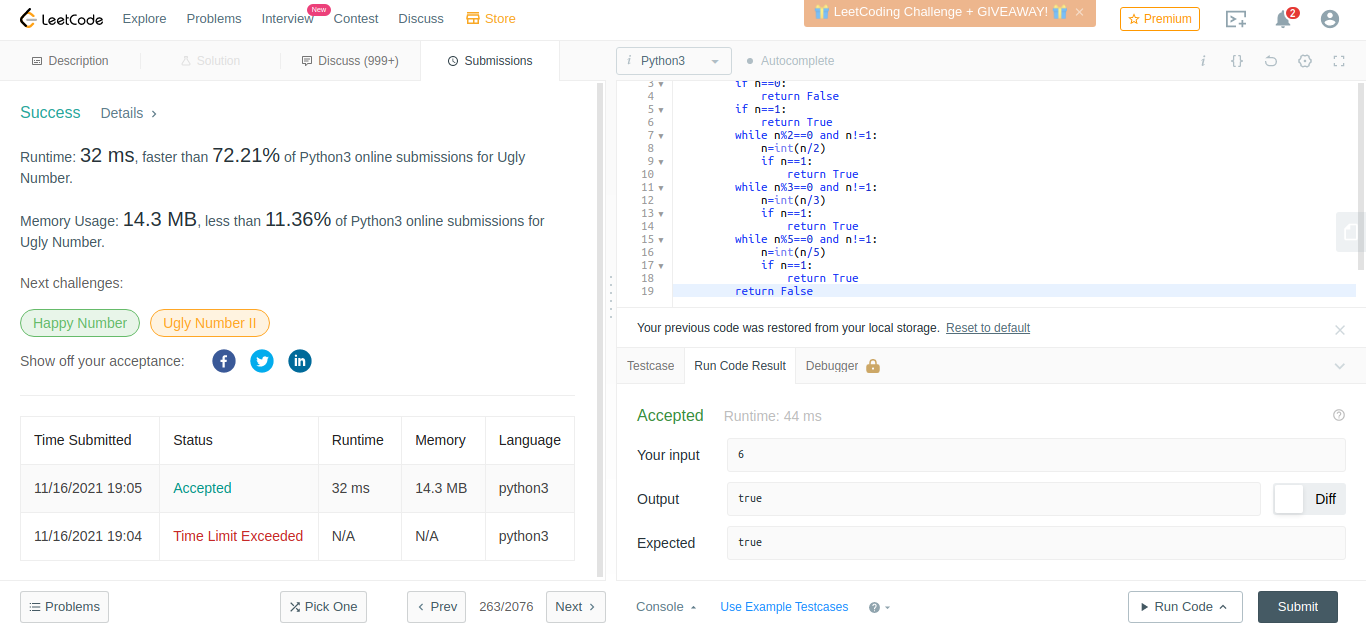 LeetCode Explore Problems Interview New Contest Discuss Store LeetCoding Challenge + GIVEAWAY! × Premium 2
Description Solution Discuss (999+) Submissions
Success Details >
Runtime: 32 ms, faster than 72.21% of Python3 online submissions for Ugly
Number.
Memory Usage: 14.3 MB, less than 11.36% of Python3 online submissions for
Ugly Number.
Next challenges:
Happy Number Ugly Number II
Show off your acceptance:
Time Submitted Status Runtime Memory Language
11/16/2021 19:05 Accepted 32 ms 14.3 MB python3
11/16/2021 19:04 Time Limit Exceeded N/A N/A python3
Problems Pick One < Prev 263/2076 Next >
i Python3 Autocomplete i {}
3 if n==0:
4 return False
5 if n==1:
6 return True
7 while n%2==0 and n!=1:
8 n=int(n/2)
9 if n==1:
10 return True
11 while n%3==0 and n!=1:
12 n=int(n/3)
13 if n==1:
14 return True
15 while n%5==0 and n!=1:
16 n=int(n/5)
17 if n==1:
18 return True
19 return False
Your previous code was restored from your local storage. Reset to default
Testcase Run Code Result Debugger
Accepted Runtime: 44 ms
Your input 6
Output true Diff
Expected true
Console Use Example Testcases Run Code Submit